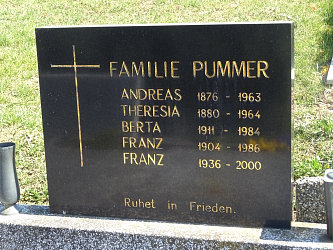 FAMILIE PUMMER
ANDREAS 1876 - 1963
THERESIA 1880 - 1964
BERTA 1911 - 1984
FRANZ 1904 - 1986
FRANZ 1936 - 2000
Ruhet in Frieden.